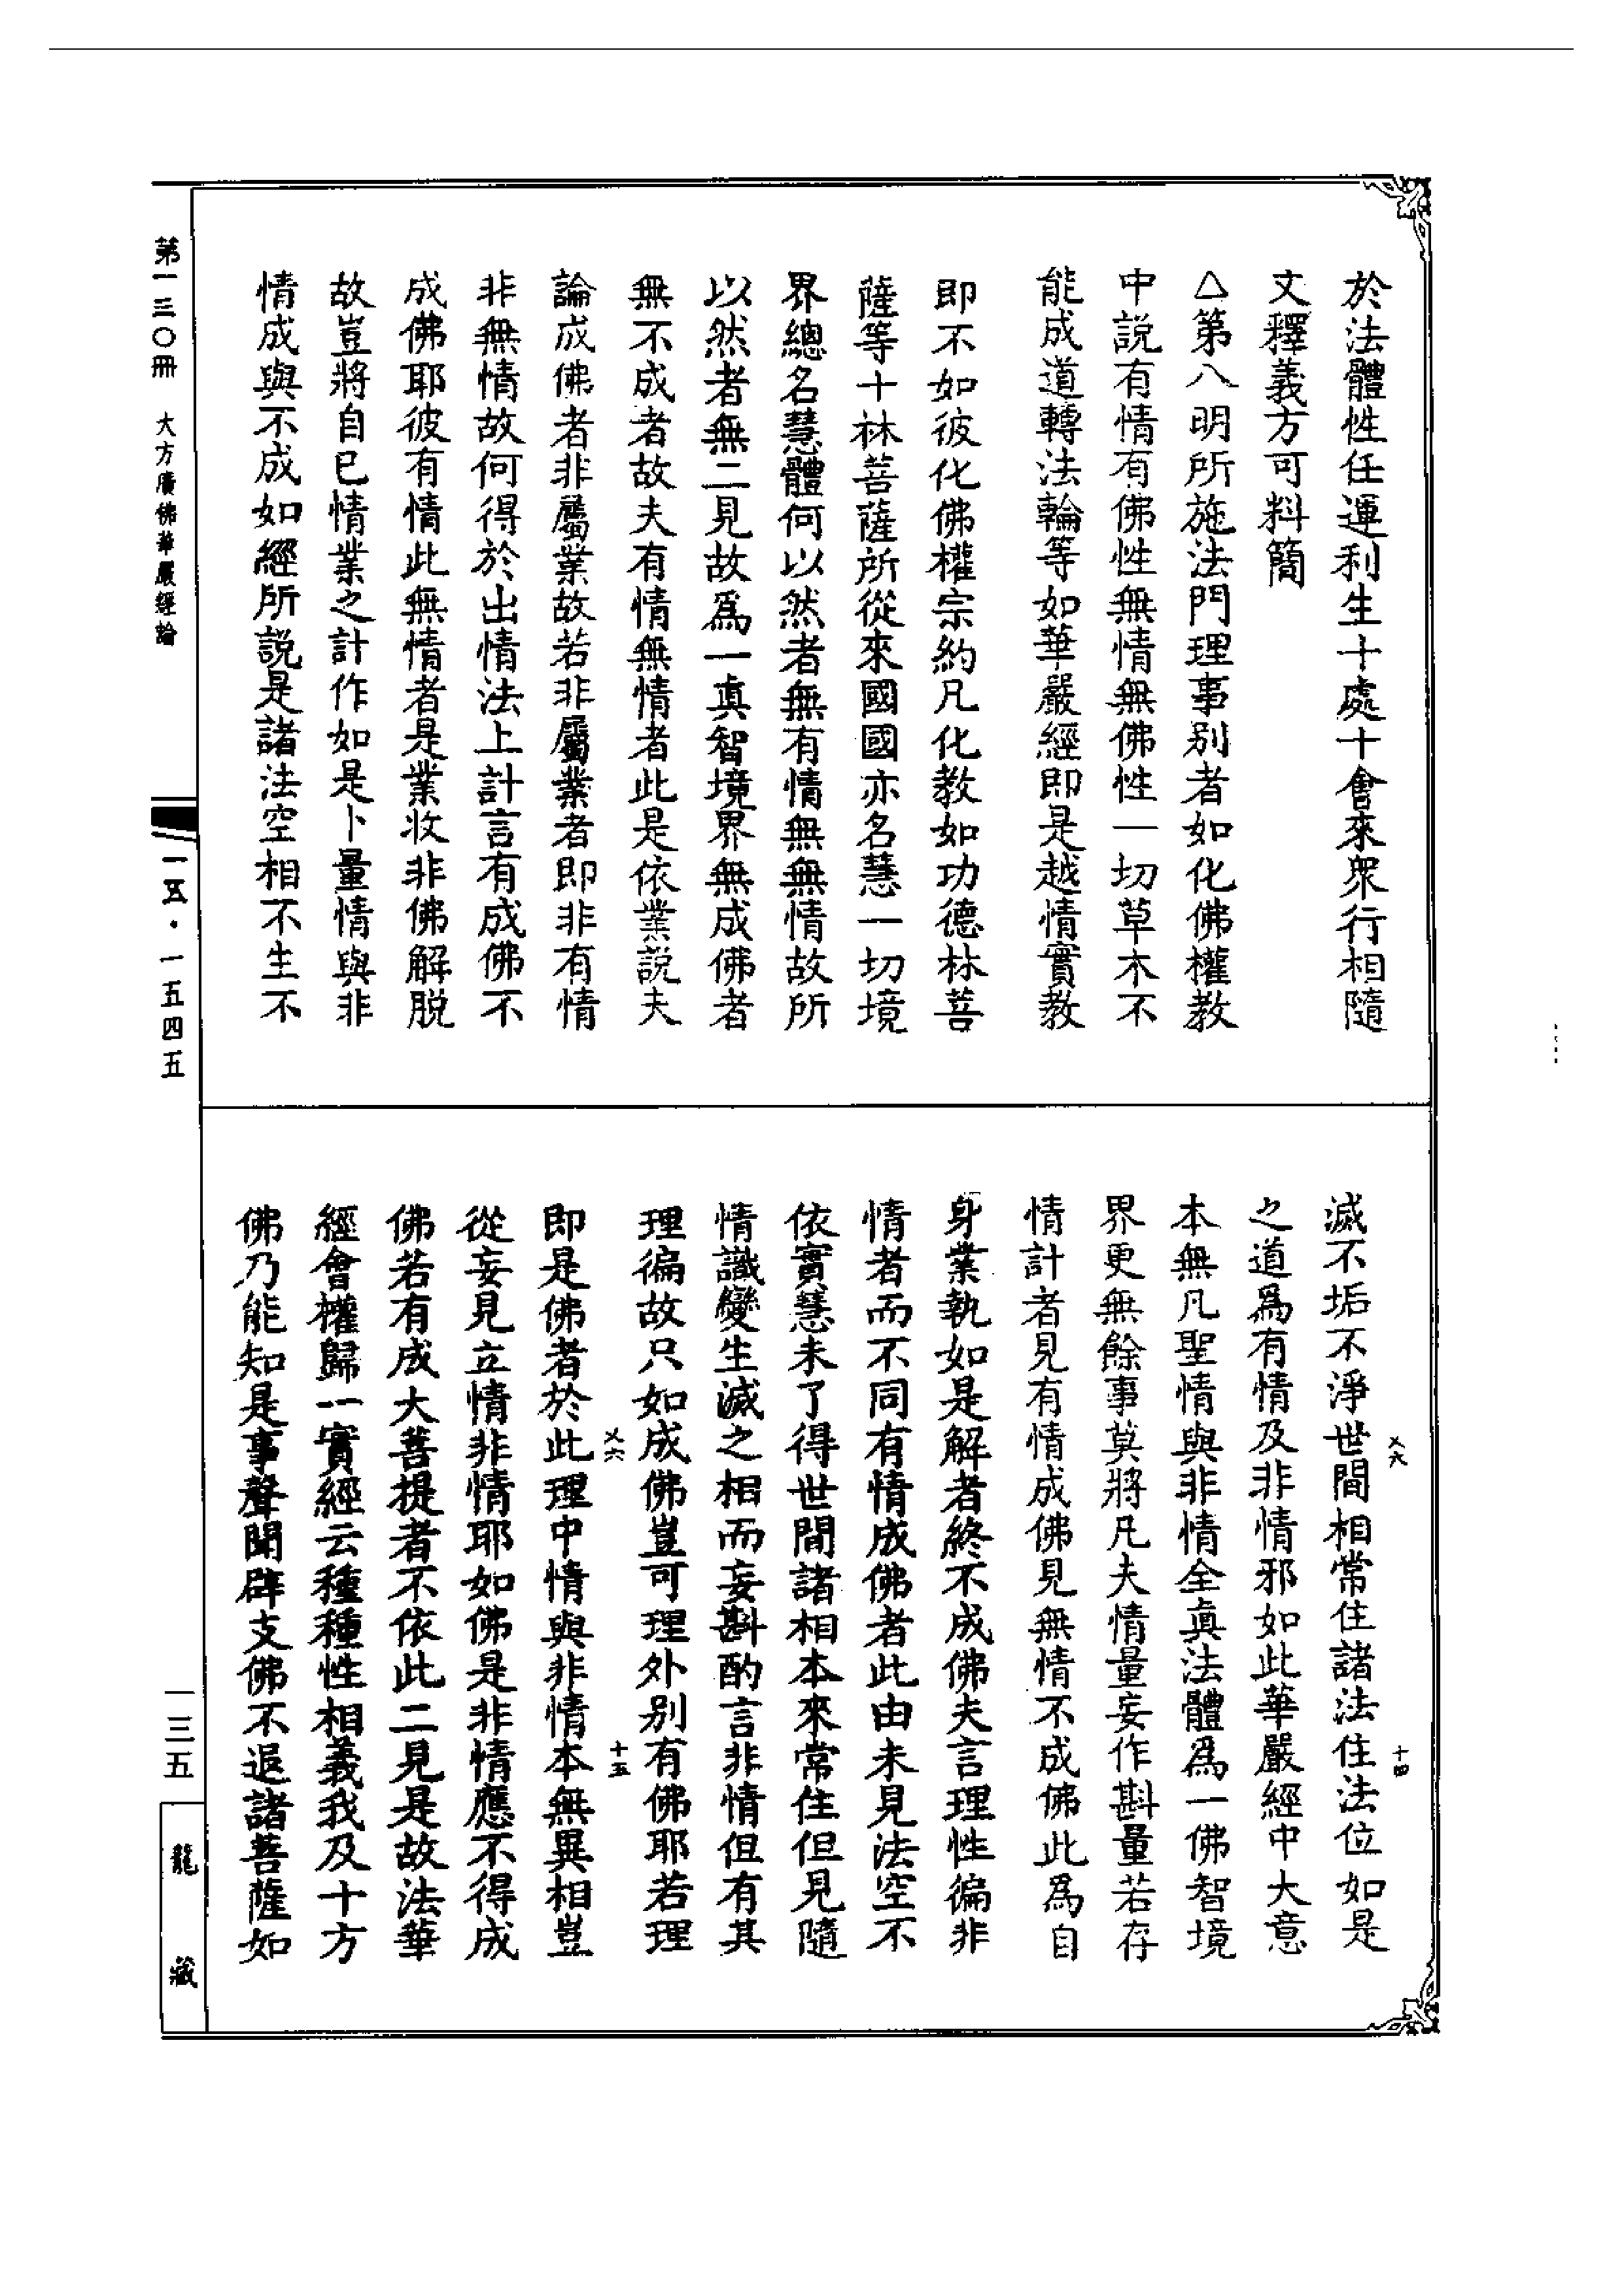 於法體性任運利生十處十會來衆行相隨
文釋義方可料簡
△第八明所施法門理事別者如化佛權教
中說有情有佛性無情無佛性一切草木不
能成道轉法輪等如華嚴經即是越情實教
即不如彼化佛權宗約凡化教如功德林菩
薩等十林菩薩所從來國國亦名慧一切境
界總名慧體何以然者無有情無無情故所
以然者無二見故爲一真智境界無成佛者
無不成者故夫有情無情者此是依業說夫
論成佛者非屬業故若非屬業者即非有情
非無情故何得於出情法上計言有成佛不
成佛耶彼有情此無情者是業收非佛解脫
故豈將自己情業之計作如是卜量情與非
情成與不成如經所說是諸法空相不生不
滅不垢不淨世間相常住諸法住法位如是
之道爲有情及非情邪如此華嚴經中大意
本無凡聖情與非情全真法體爲一佛智境
界更無餘事莫將凡夫情量妄作斟量若存
情計者見有情成佛見無情不成佛此爲自
身業執如是解者終不成佛夫言理性徧非
情者而不同有情成佛者此由未見法空不
依實慧未了得世間諸相本來常住但見隨
情識變生滅之相而妄斟酌言非情但有其
理徧故只如成佛豈可理外別有佛耶若理
即是佛者於此理中情與非情本無異相豈
從妄見立情非情耶如佛是非情應不得成
佛若有成大菩提者不依此二見是故法華
經會權歸一實經云種種性相義我及十方
佛乃能知是事聲聞辟支佛不退諸菩薩如
㐅六
十四
㐅六
十五
第一三〇冊 大方廣佛華嚴經論
一五四五
一三五
龍藏